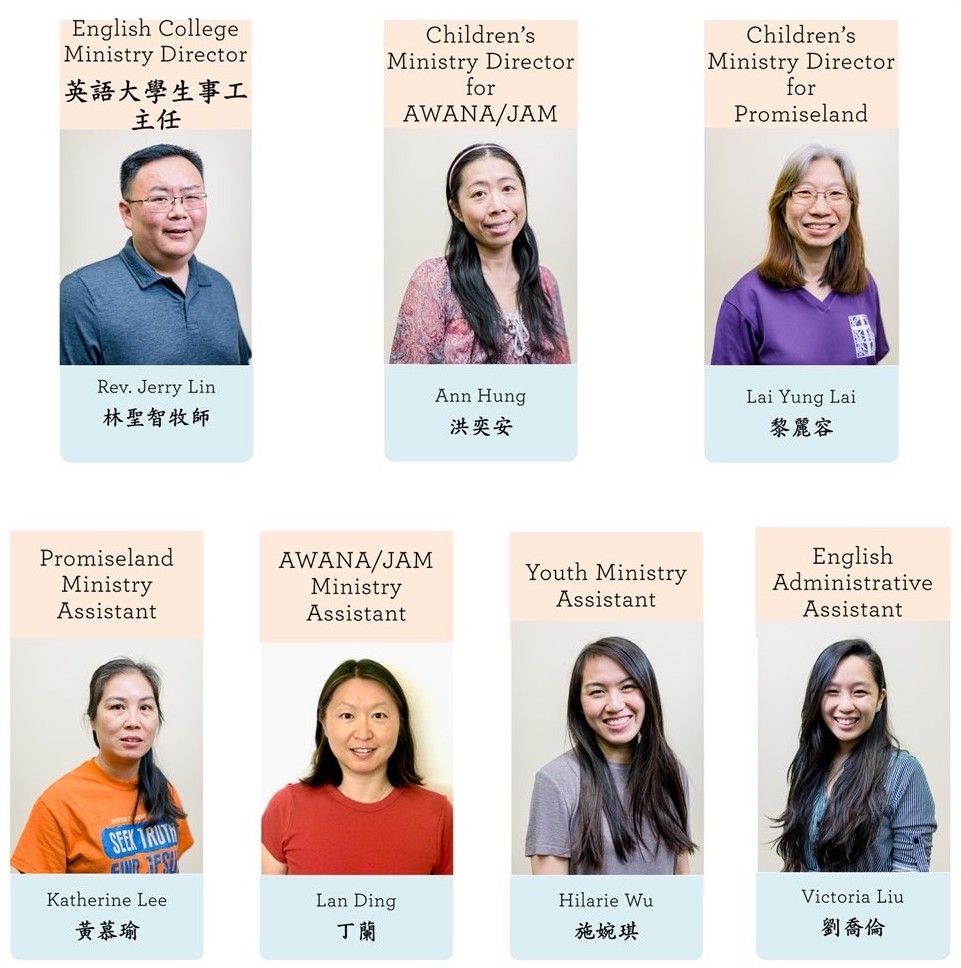 English College
Ministry Director
英語大學生事工
主任
Rev. Jerry Lin
林聖智牧師
Children's
Ministry Director
for
AWANA/JAM
Ann Hung
洪奕安
Children's
Ministry Director
for
Promiseland
Lai Yung Lai
黎麗容
Promiseland
Ministry
Assistant
SEEK TRUTH
FIND JESU
Katherine Lee
黃慕瑜
AWANA/JAM
Ministry
Assistant
Lan Ding
丁蘭
Youth Ministry
Assistant
Hilarie Wu
施婉琪
English
Administrative
Assistant
Victoria Liu
劉喬倫